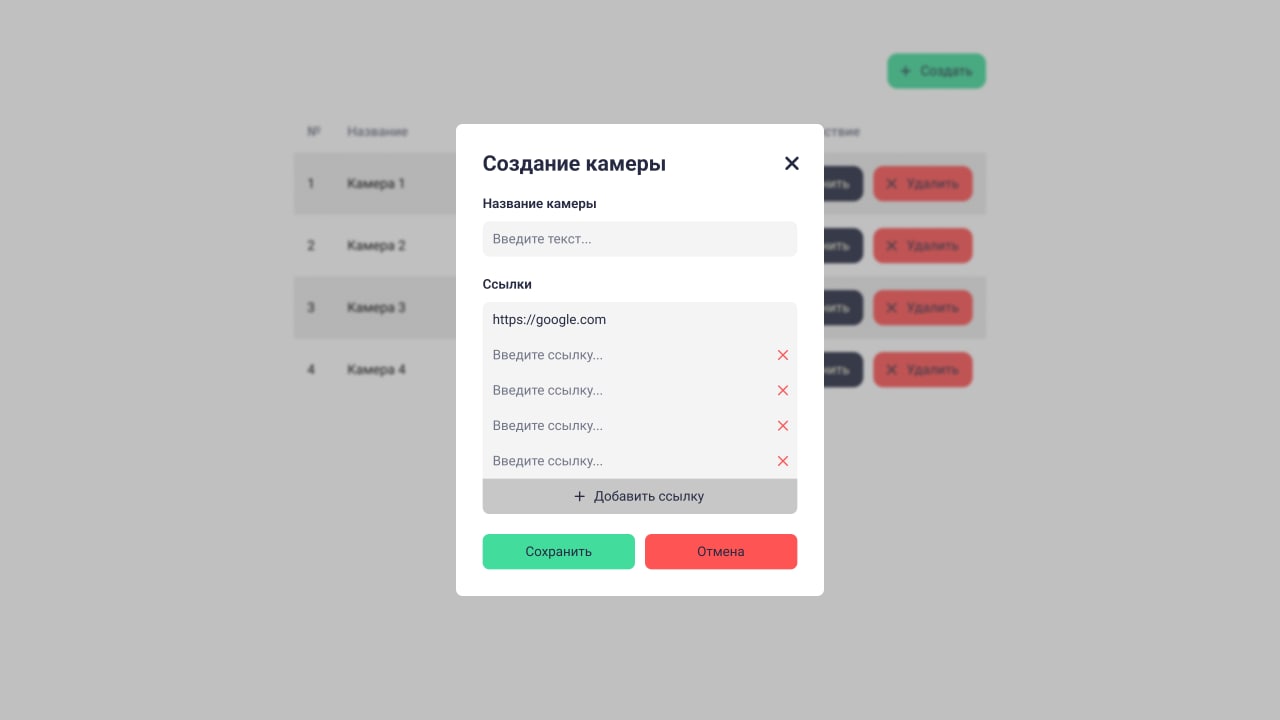 + Создать
№ Название ствие
Создание камеры
1 Камера 1 нить Удалить
Название камеры
Введите текст...
2 Камера 2 нить Удалить
Ссылки
3 Камера 3 нить Удалить
https://google.com
Введите ссылку...
4 Камера 4 нить Удалить
Введите ссылку...
Введите ссылку...
Введите ссылку...
+ Добавить ссылку
Сохранить Отмена